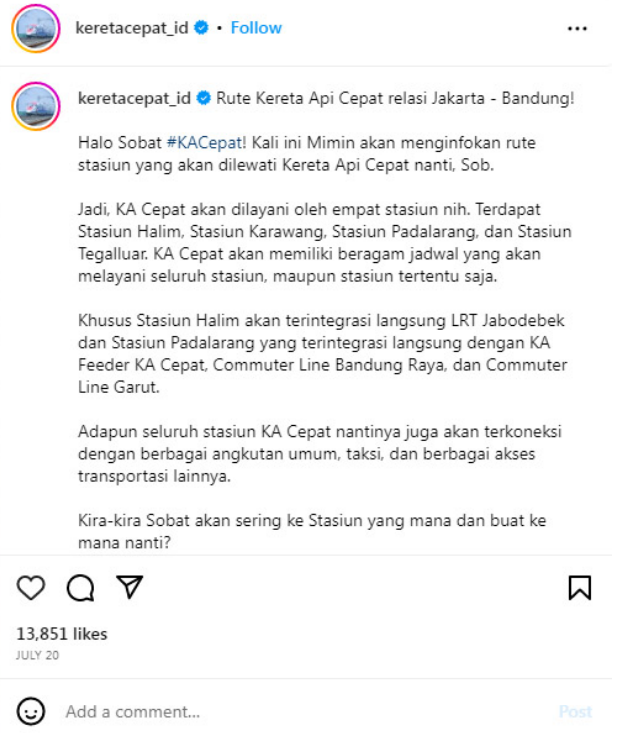 keretacepat_id • Follow
keretacepat_id Rute Kereta Api Cepat relasi Jakarta - Bandung!
Halo Sobat #KACepat! Kali ini Mimin akan menginfokan rute
stasiun yang akan dilewati Kereta Api Cepat nanti, Sob.
Jadi, KA Cepat akan dilayani oleh empat stasiun nih. Terdapat
Stasiun Halim, Stasiun Karawang, Stasiun Padalarang, dan Stasiun
Tegalluar. KA Cepat akan memiliki beragam jadwal yang akan
melayani seluruh stasiun, maupun stasiun tertentu saja.
Khusus Stasiun Halim akan terintegrasi langsung LRT Jabodebek
dan Stasiun Padalarang yang terintegrasi langsung dengan KA
Feeder KA Cepat, Commuter Line Bandung Raya, dan Commuter
Line Garut.
Adapun seluruh stasiun KA Cepat nantinya juga akan terkoneksi
dengan berbagai angkutan umum, taksi, dan berbagai akses
transportasi lainnya.
Kira-kira Sobat akan sering ke Stasiun yang mana dan buat ke
mana nanti?
13,851 likes
JULY 20
Add a comment...
Post